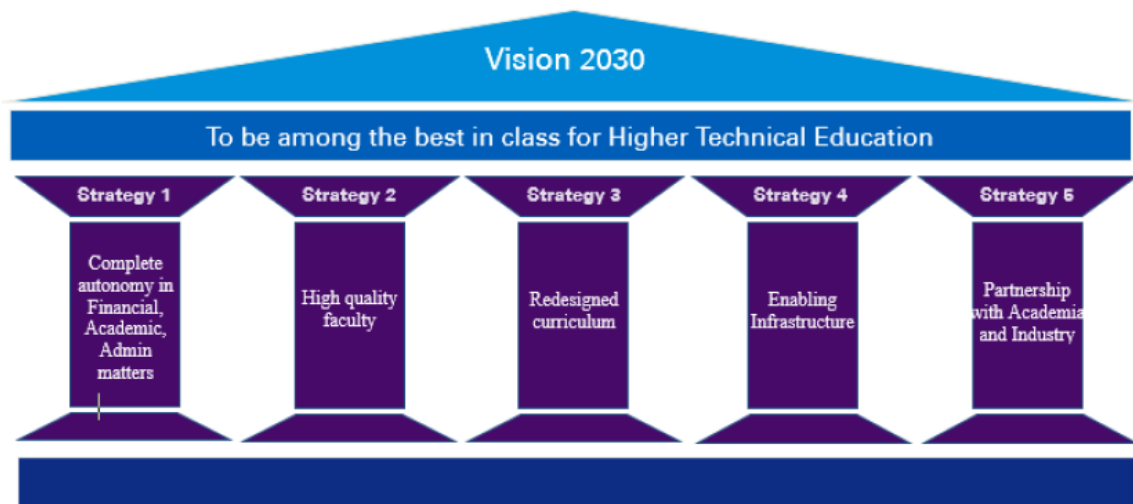 Vision 2030
To be among the best in class for Higher Technical Education
Strategy 1
Strategy 2
Strategy 3
Strategy 4
Strategy 5
Complete
autonomy in
Financial,
Academic,
Admin
matters
High quality
faculty
Redesigned
curriculum
Enabling
Infrastructure
Partnership
with Academia
and Industry